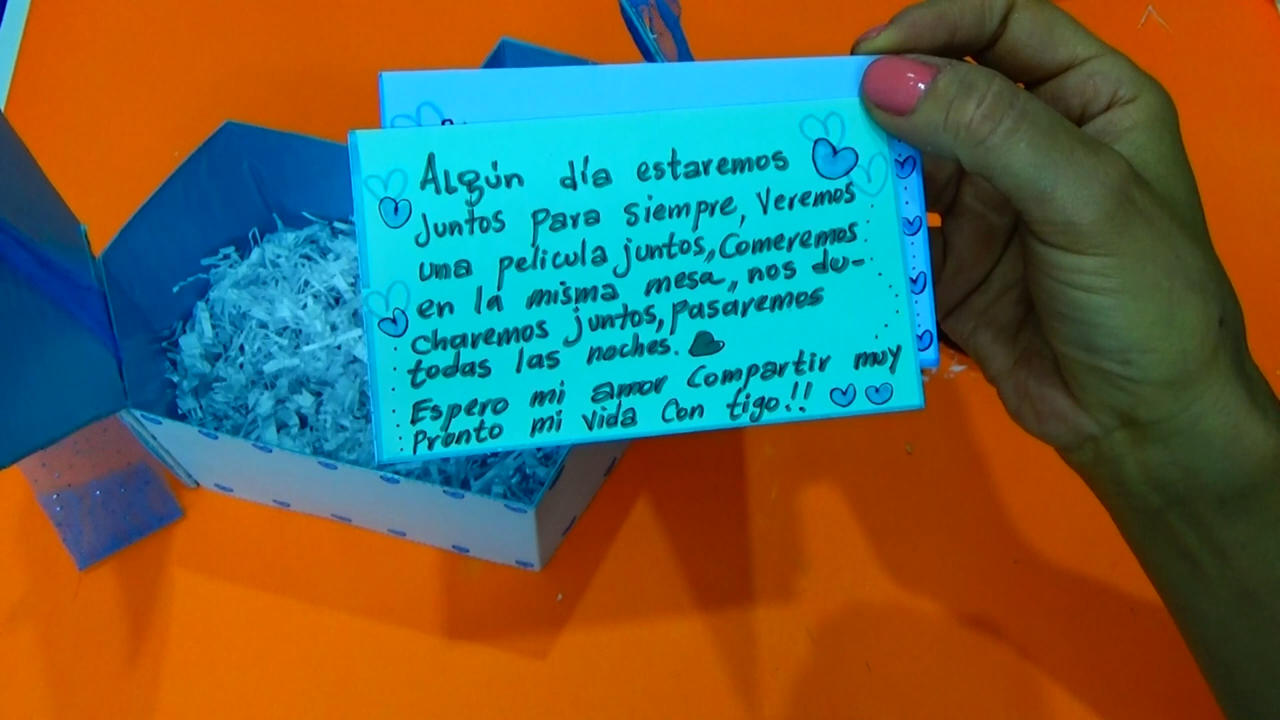 Algún día estaremos
Juntos Para siempre, Veremos
una pelicula juntos, Comeremos
en la misma mesa, nos du-
charemos juntos, Pasaremos
todas las noches.
Espero mi amor Compartir muy
Pronto mi vida Con tigo!!